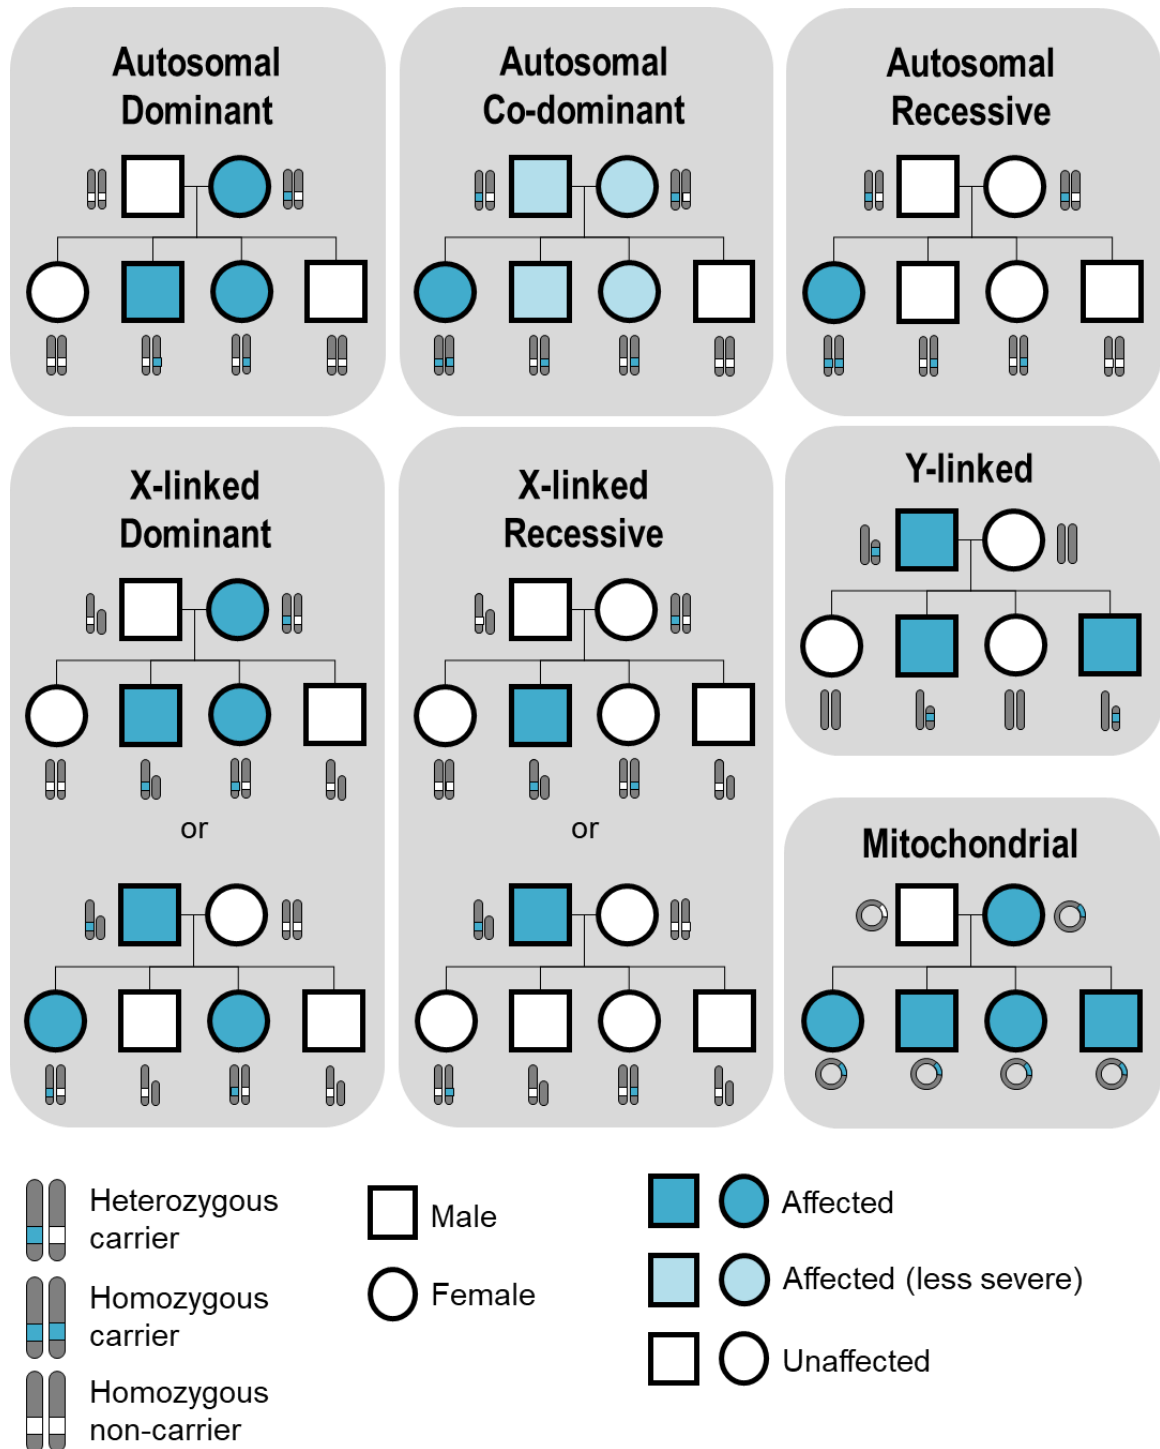 Autosomal
Dominant
Autosomal
Co-dominant
Autosomal
Recessive
X-linked
Dominant
or
X-linked
Recessive
or
Y-linked
Mitochondrial
Heterozygous
carrier
Homozygous
carrier
Homozygous
non-carrier
Male
Female
Affected
Affected (less severe)
Unaffected